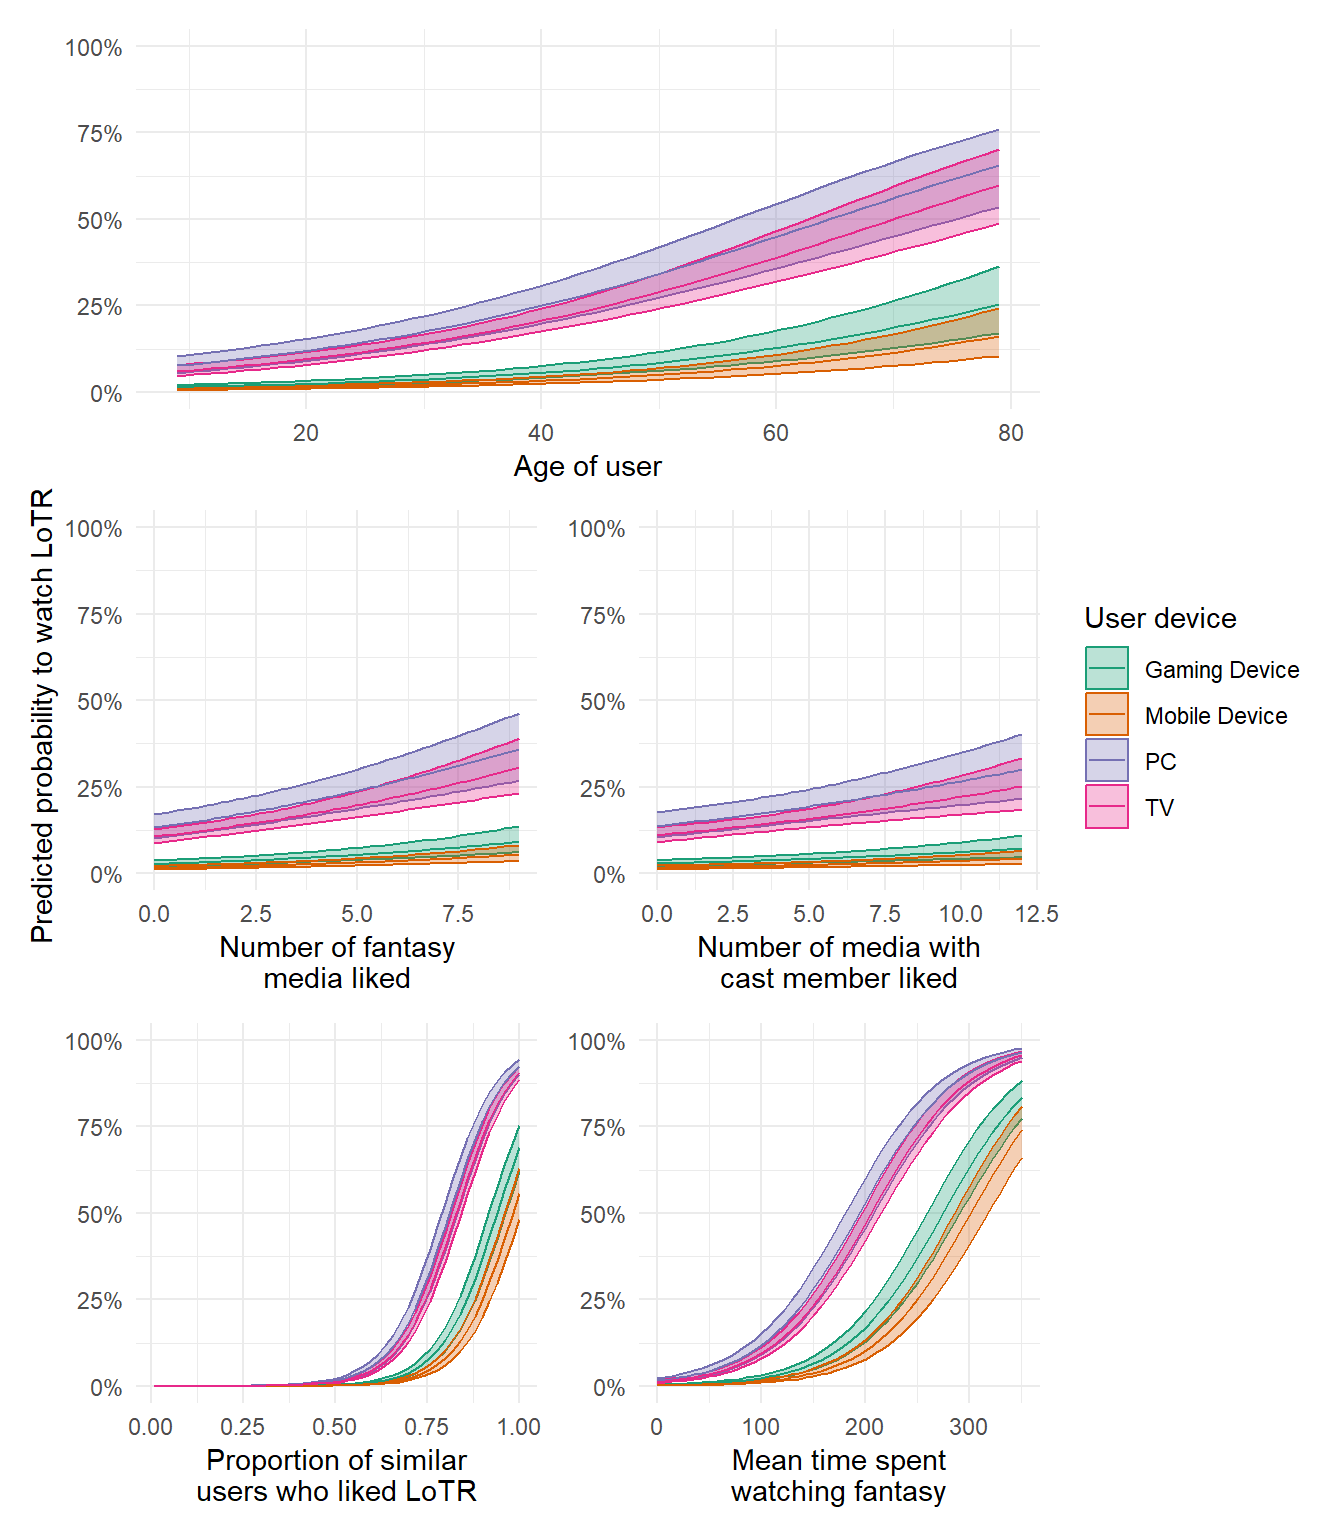 100%
75%
50%
25%
0%
20 40 60 80
Age of user
Predicted probability to watch LoTR
100%
75%
50%
25%
0%
0.0 2.5 5.0 7.5
Number of fantasy
media liked
100%
75%
50%
25%
0%
0.0 2.5 5.0 7.5 10.0 12.5
Number of media with
cast member liked
User device
Gaming Device
Mobile Device
PC
TV
100%
75%
50%
25%
0%
0.00 0.25 0.50 0.75 1.00
Proportion of similar
users who liked LoTR
100%
75%
50%
25%
0%
0 100 200 300
Mean time spent
watching fantasy